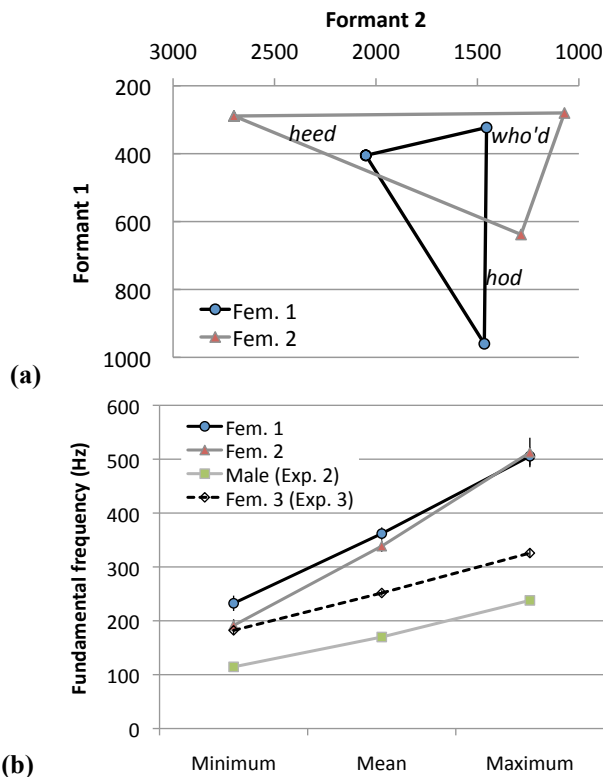 Formant 2
3000 2500 2000 1500 1000
200
400
600
800
1000
Formant 1
heed
who'd
hod
Fem. 1
Fem. 2
(a)
600
500
400
300
200
100
0
Fundamental frequency (Hz)
Fem. 1
Fem. 2
Male (Exp. 2)
Fem. 3 (Exp. 3)
Minimum Mean Maximum
(b)